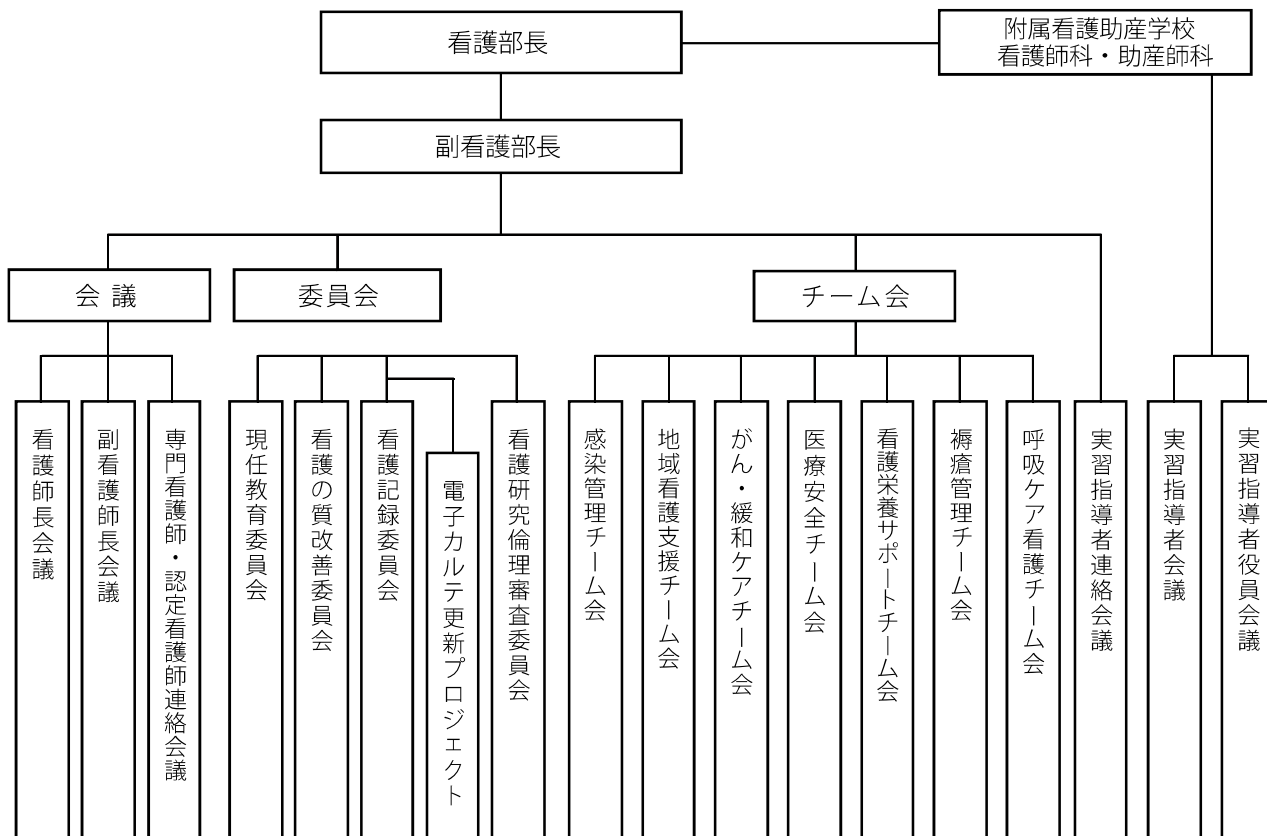 看護部長
附属看護助産学校
看護師科・助産師科
副看護部長
会 議
委員会
チーム会
看護師長会議
副看護師長会議
専門看護師・認定看護師連絡会議
現任教育委員会
看護の質改善委員会
看護記録委員会
電子カルテ更新プロジェクト
看護研究倫理審査委員会
感染管理チーム会
地域看護支援チーム会
がん・緩和ケアチーム会
医療安全チーム会
看護栄養サポートチーム会
褥瘡管理チーム会
呼吸ケア看護チーム会
実習指導者連絡会議
実習指導者会議
実習指導者役員会議